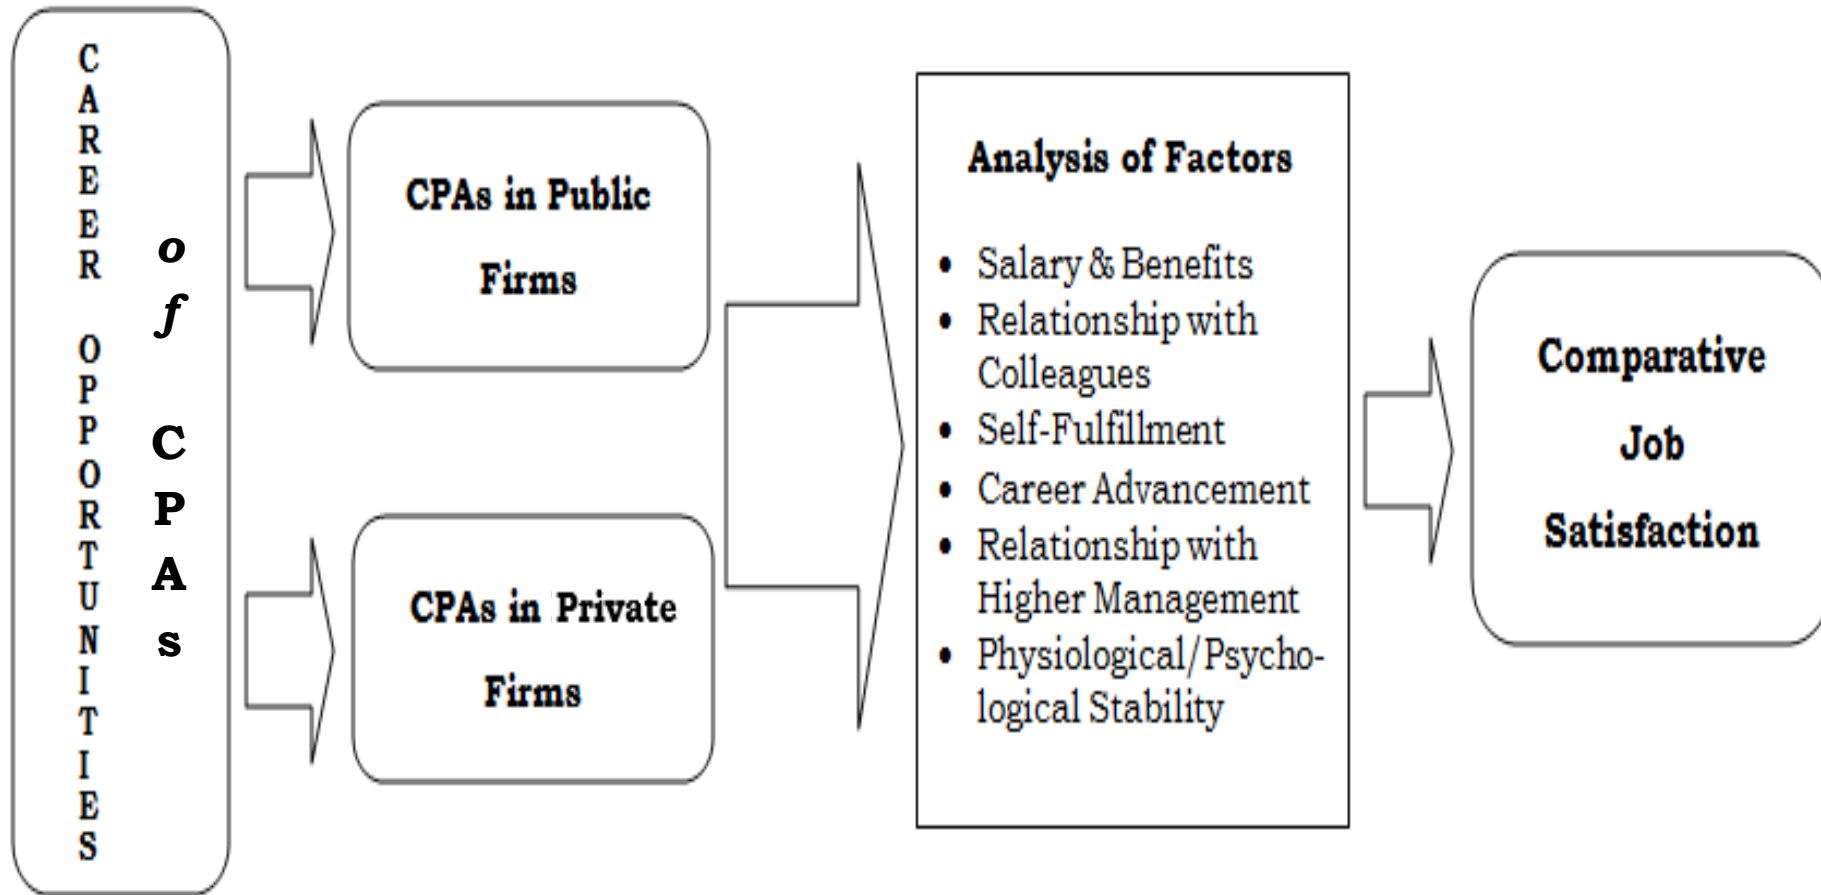 CAREER OPPORTUNITIES
of CPAs
CPAs in Public
Firms
CPAs in Private
Firms
Analysis of Factors
• Salary & Benefits
• Relationship with
Colleagues
• Self-Fulfillment
• Career Advancement
• Relationship with
Higher Management
• Physiological/Psycho-
logical Stability
Comparative
Job
Satisfaction